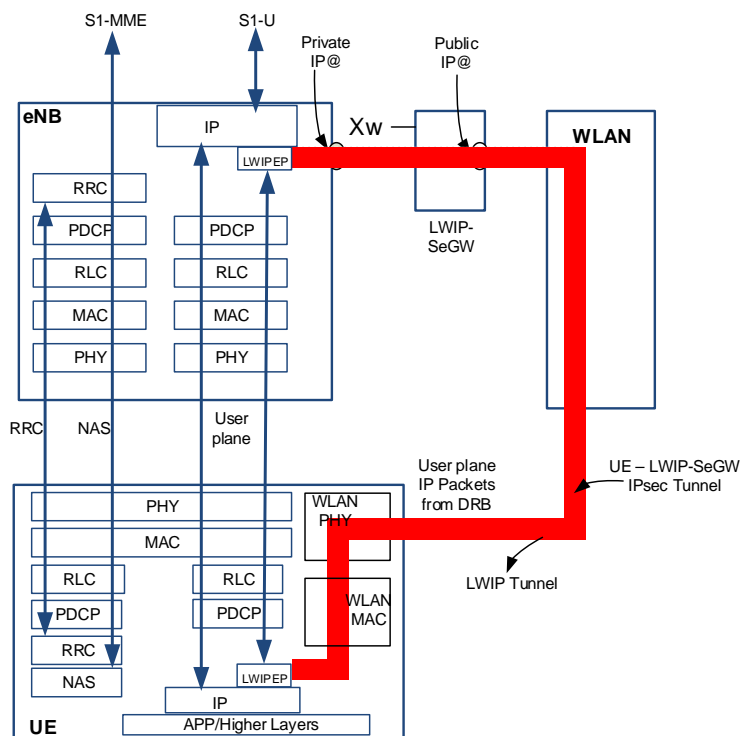 S1-MME
S1-U
Private
IP@
Public
IP@
eNB
IP
LWIPEP
Xw
WLAN
RRC
PDCP
RLC
MAC
PHY
PDCP
RLC
MAC
PHY
LWIP-
SeGW
RRC
NAS
User
plane
User plane
IP Packets
from DRB
UE – LWIP-SeGW
IPsec Tunnel
LWIP Tunnel
PHY
MAC
WLAN
PHY
RLC
PDCP
RRC
NAS
RLC
PDCP
WLAN
MAC
LWIPEP
IP
APP/Higher Layers
UE